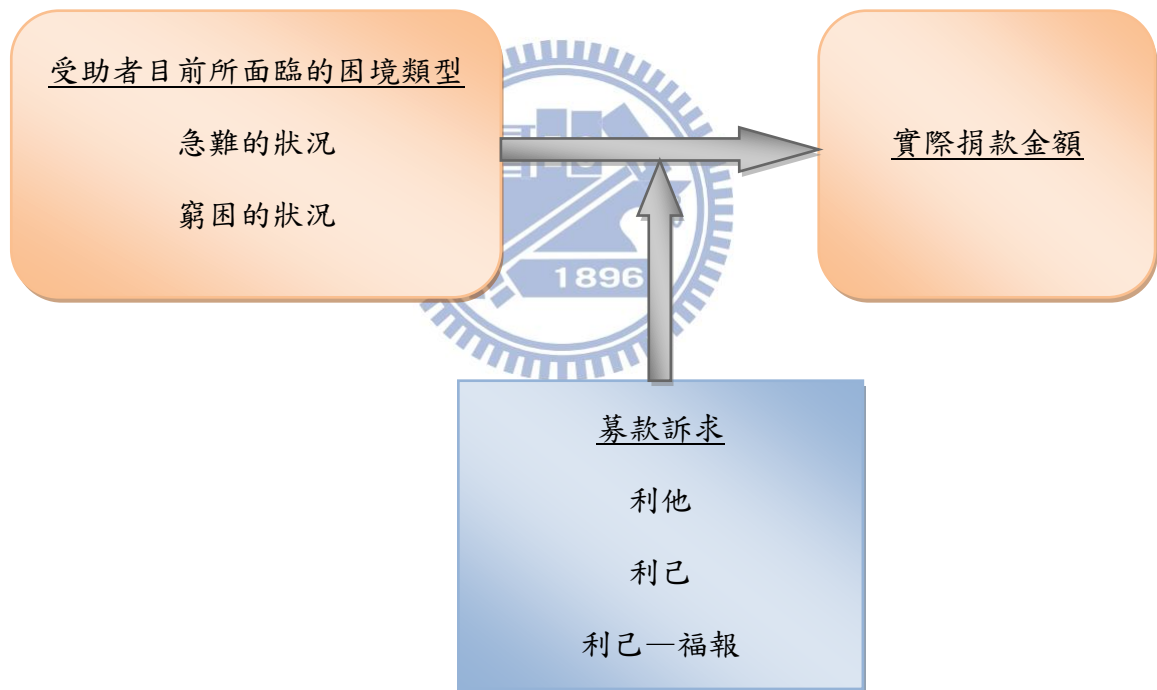 受助者目前所面臨的困境類型
急難的狀況
窮困的狀況
實際捐款金額
1896
募款訴求
利他
利己
利己—福報